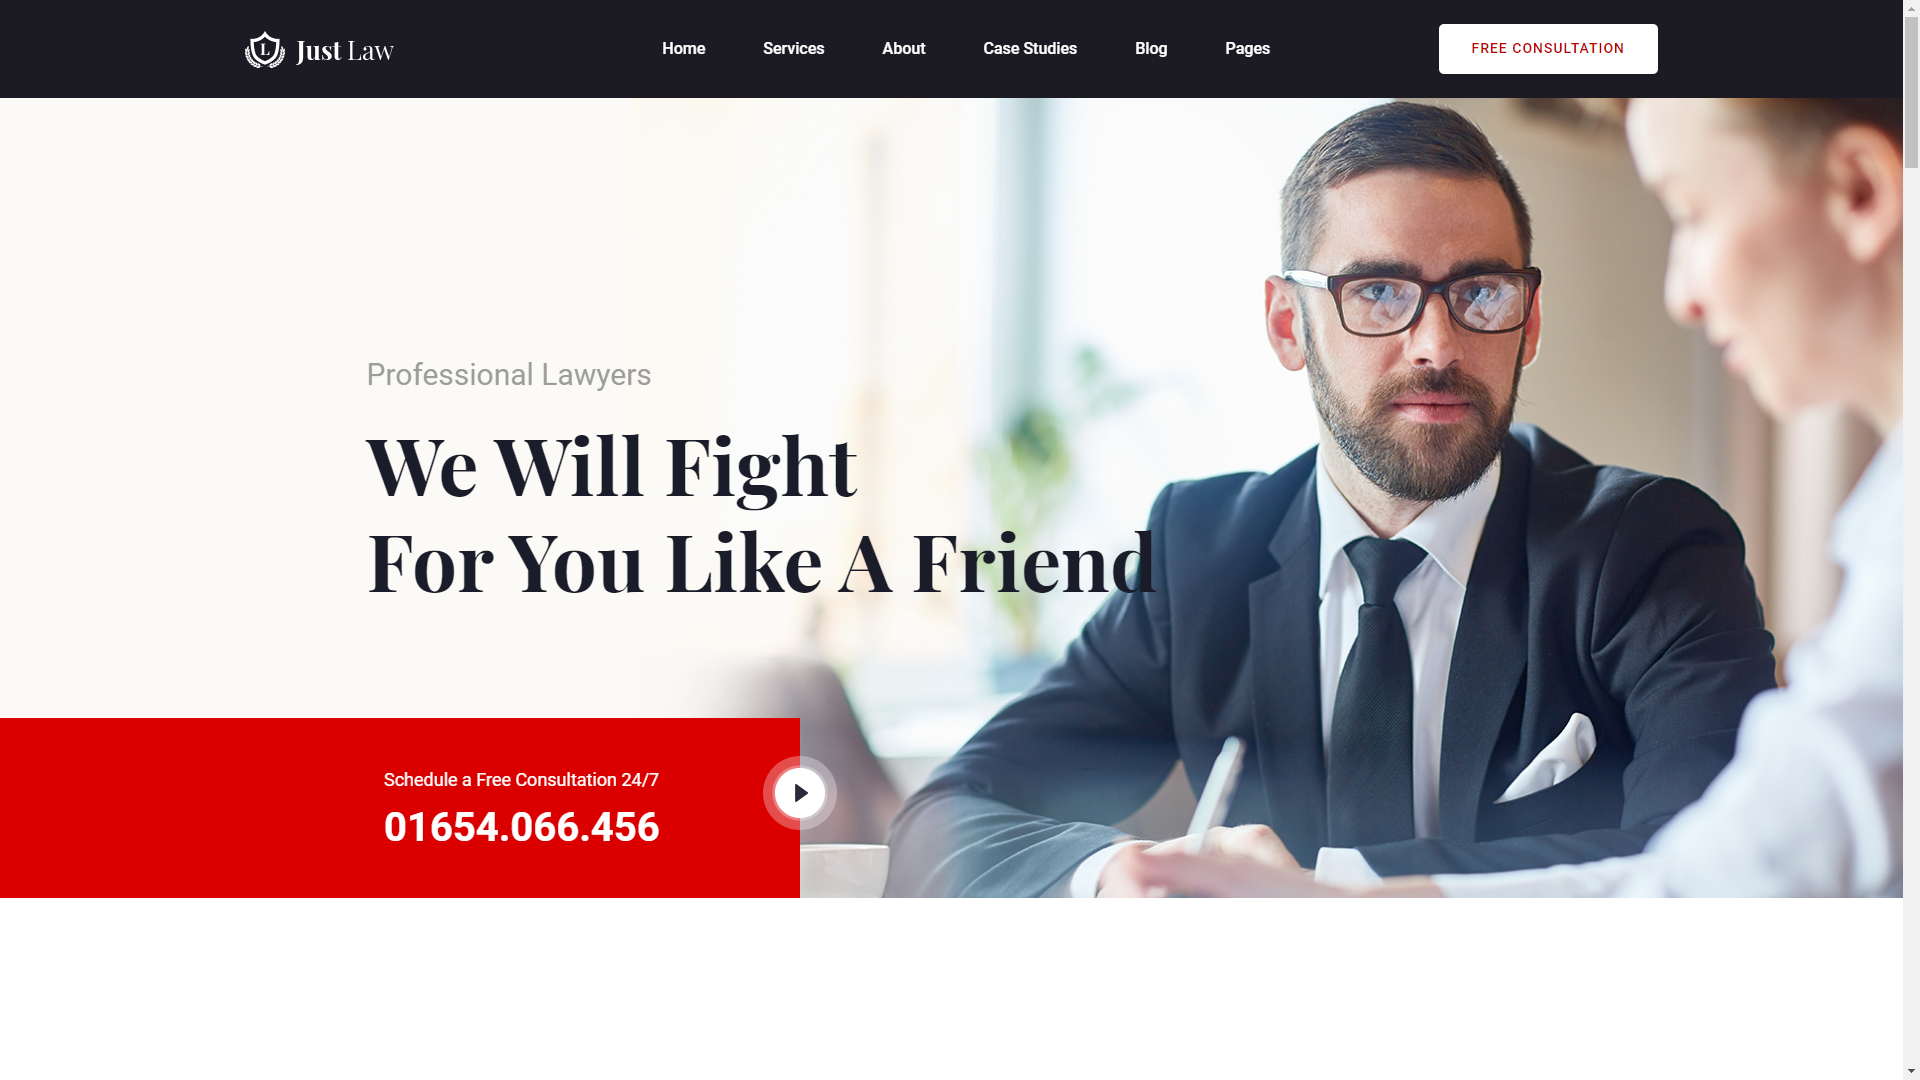 L Just Law
Home
Services
About
Case Studies
Blog
Pages
FREE CONSULTATION
Professional Lawyers
We Will Fight
For You Like A Friend
Schedule a Free Consultation 24/7
01654.066.456